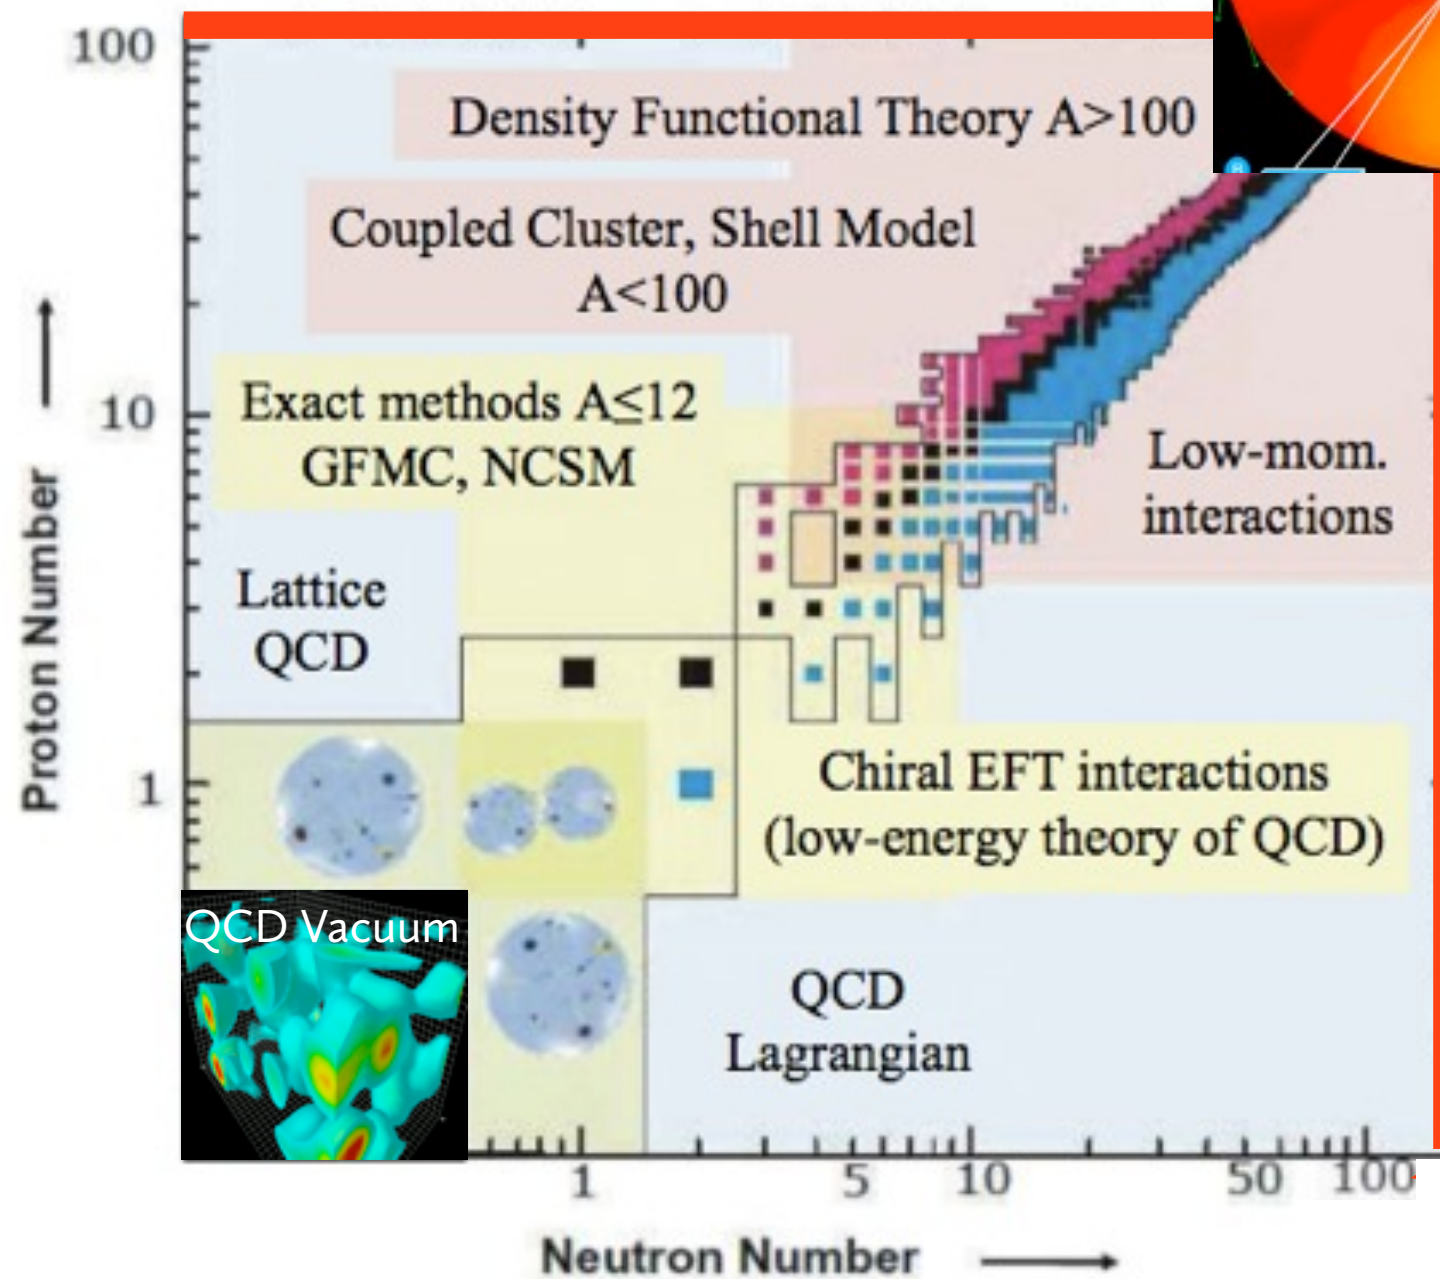 100
Density Functional Theory A>100
Coupled Cluster, Shell Model
A<100
10
Exact methods A≤12
GFMC, NCSM
Low-mom.
interactions
Lattice
QCD
Proton Number
1
Chiral EFT interactions
(low-energy theory of QCD)
QCD Vacuum
QCD
Lagrangian
1 5 10 50 100
Neutron Number